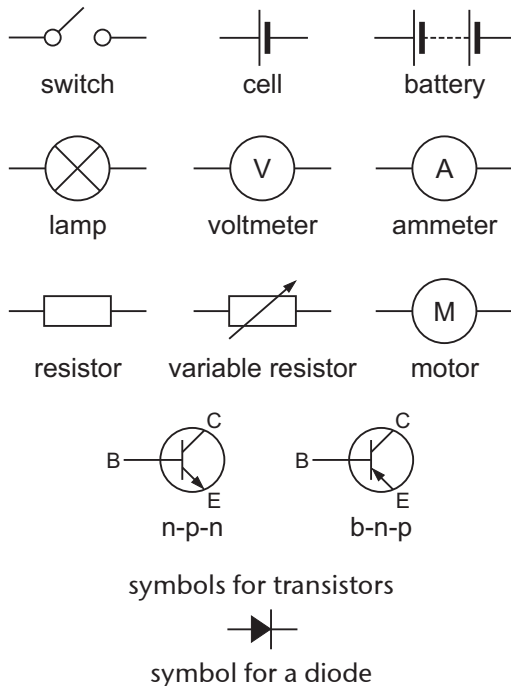 switch cell battery
V A
lamp voltmeter ammeter
M
resistor variable resistor motor
C C
B B
E E
n-p-n b-n-p
symbols for transistors
symbol for a diode